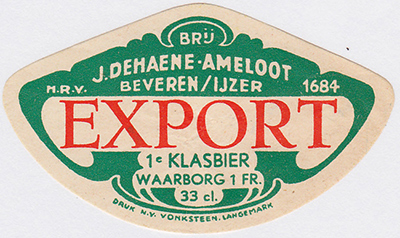 BRIJ
J. DEHAENE-AMELOOT
BEVEREN/IJZER
H.R.V. 1684
EXPORT
1e KLASBIER
WAARBORG 1 FR.
33 cl.
DRUK N.V. VONKSTEEN. LANGEMARK